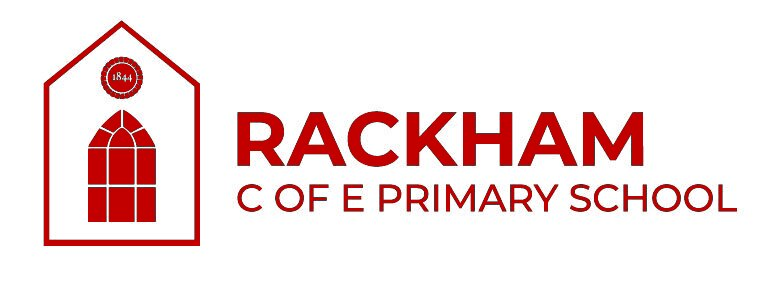 1844
RACKHAM
C OF E PRIMARY SCHOOL